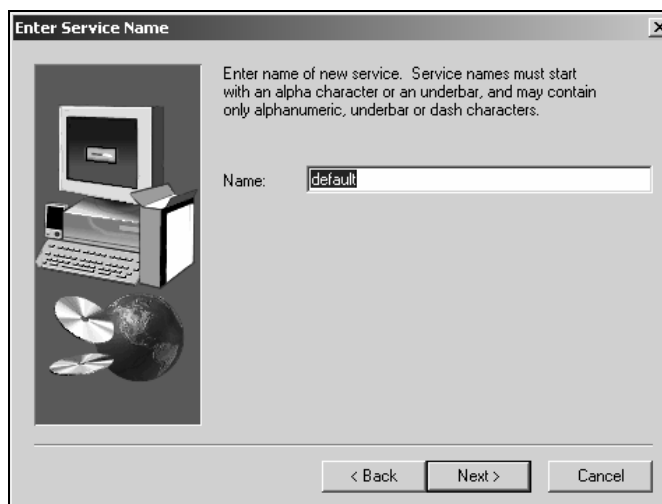 Enter Service Name
Enter name of new service. Service names must start
with an alpha character or an underbar, and may contain
only alphanumeric, underbar or dash characters.
Name: default
< Back Next > Cancel